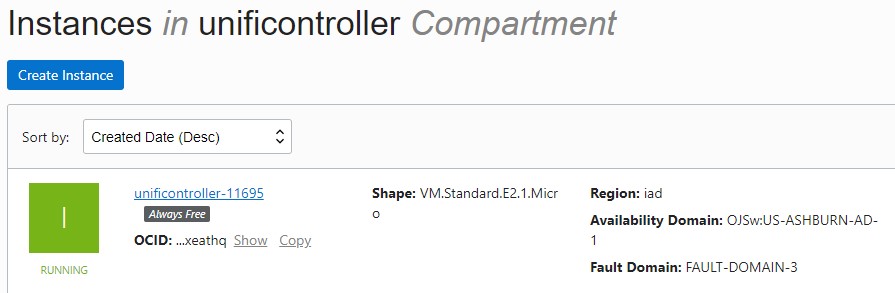 Instances in unificontroller Compartment
Create Instance
Sort by: Created Date (Desc)
I
RUNNING
unificontroller-11695
Always Free
OCID: ...xeathq Show Copy
Shape: VM.Standard.E2.1.Micr
o
Region: iad
Availability Domain: OJSw:US-ASHBURN-AD-
1
Fault Domain: FAULT-DOMAIN-3